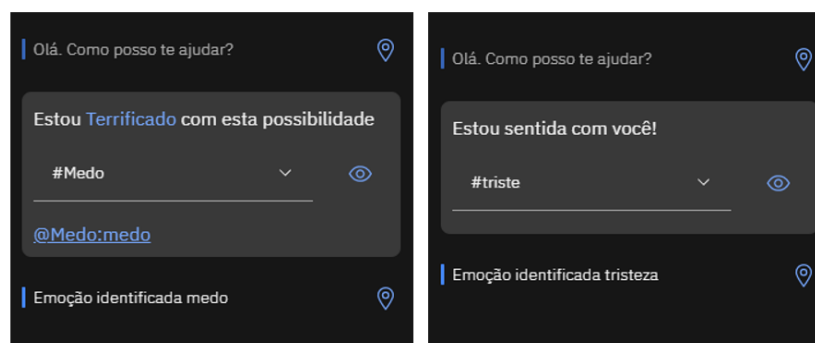 Olá. Como posso te ajudar?
Estou Terrificado com esta possibilidade
#Medo
@Medo:medo
Emoção identificada medo
Olá. Como posso te ajudar?
Estou sentida com você!
#triste
Emoção identificada tristeza